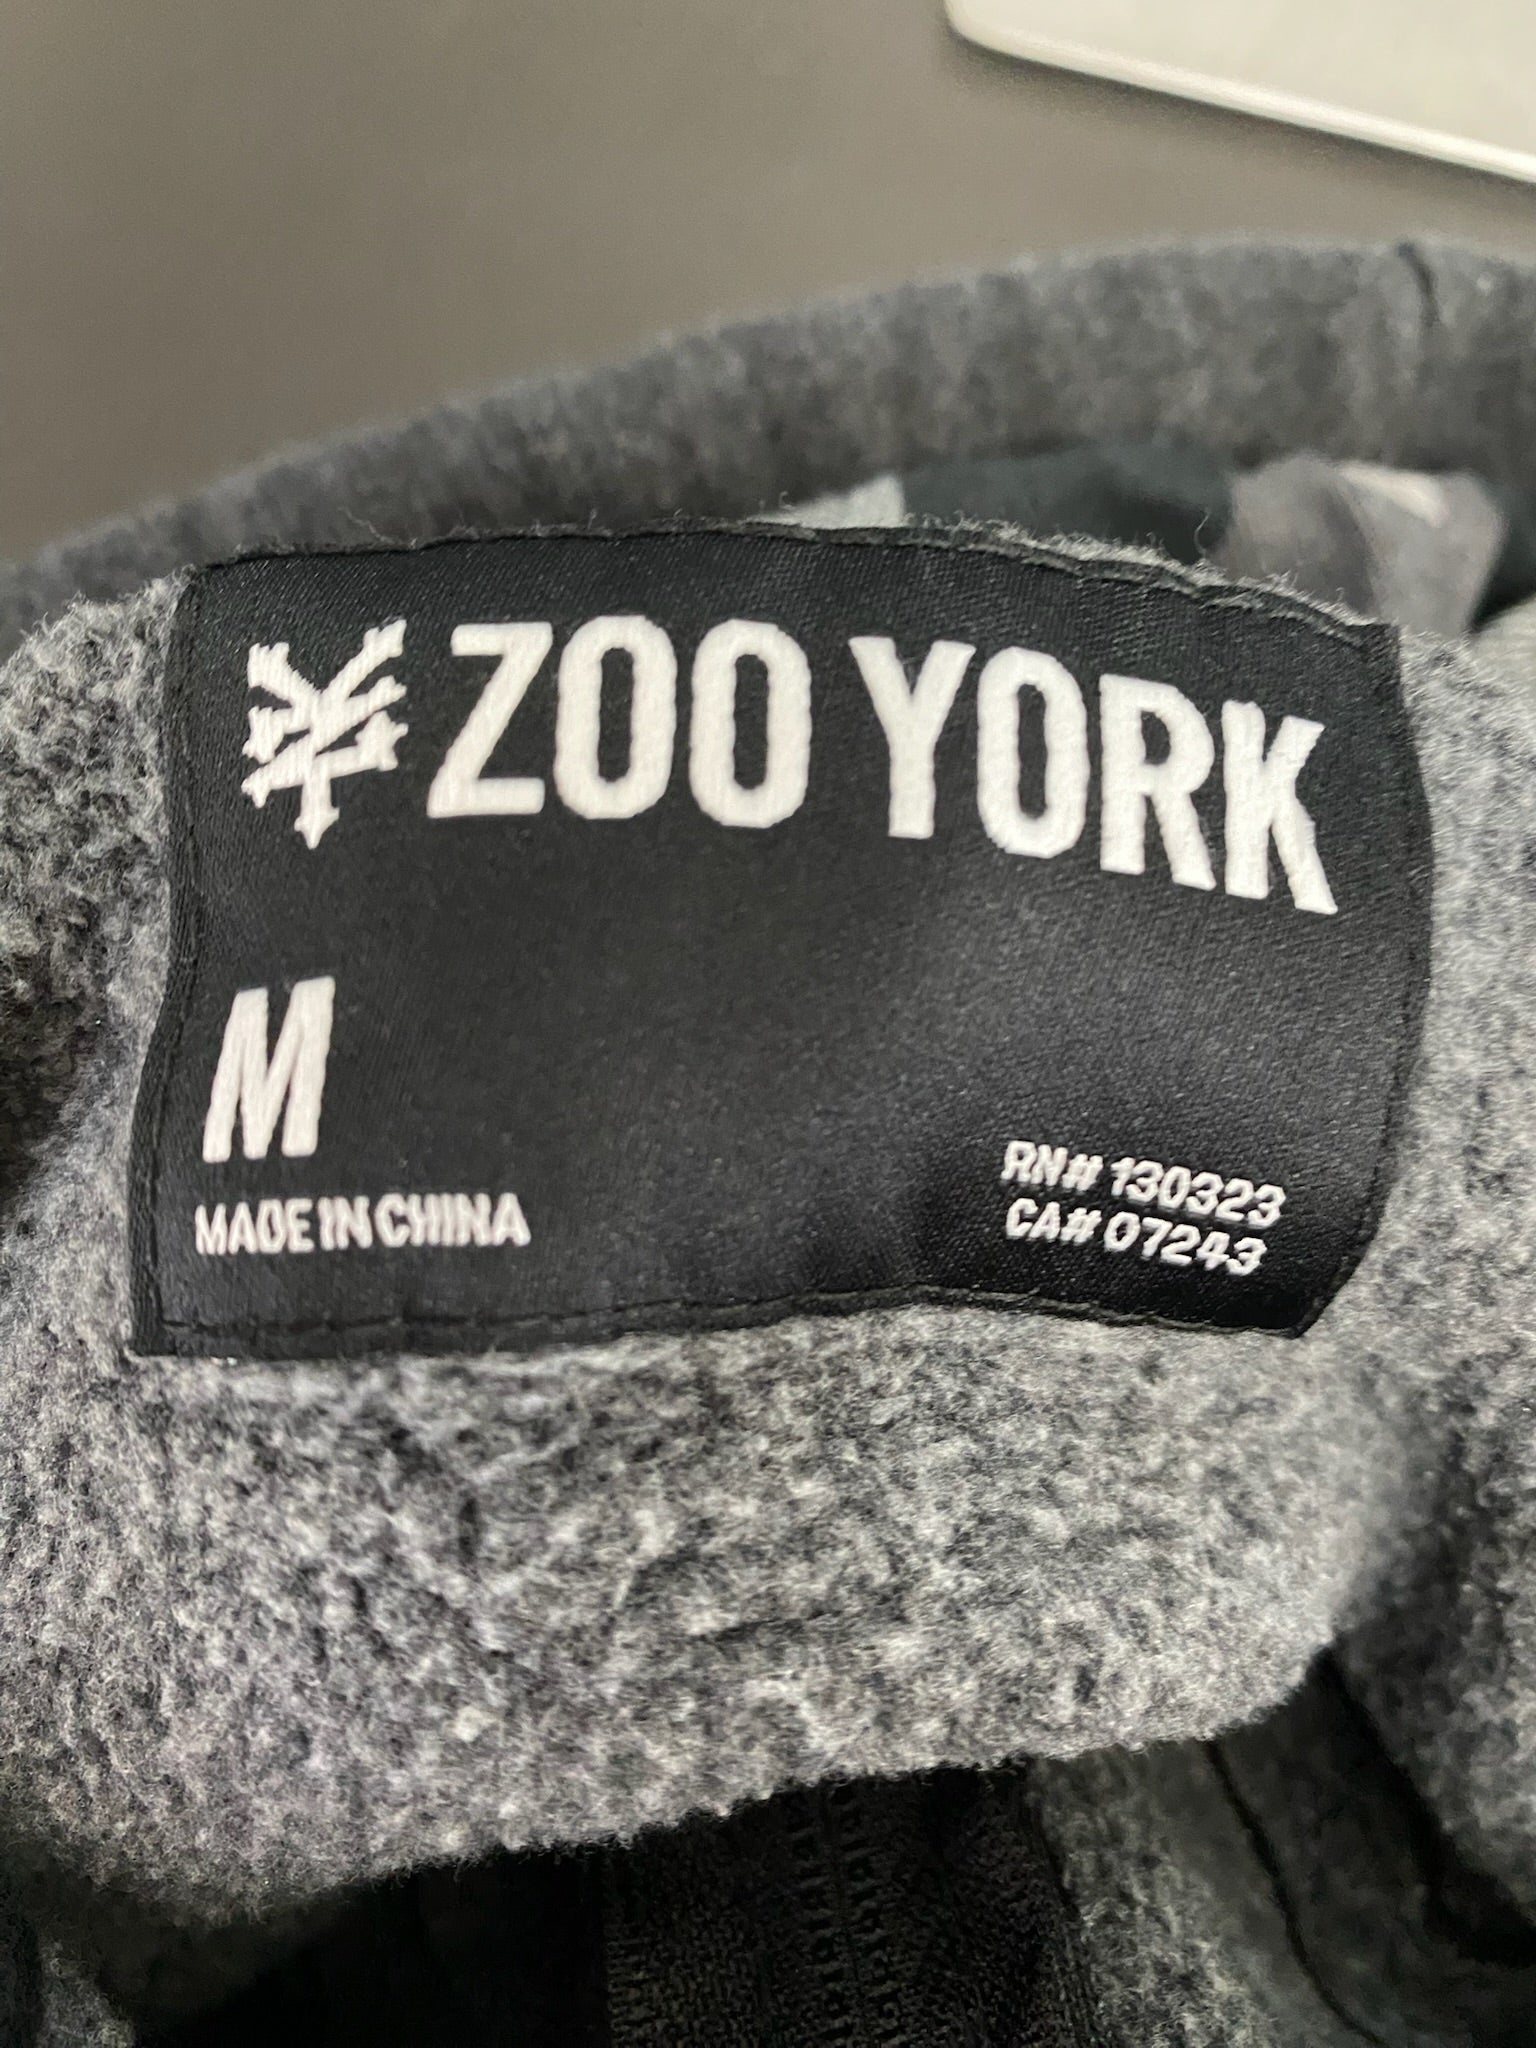 ZOO YORK
M
MADE IN CHINA
RN# 130323
CA# 07243